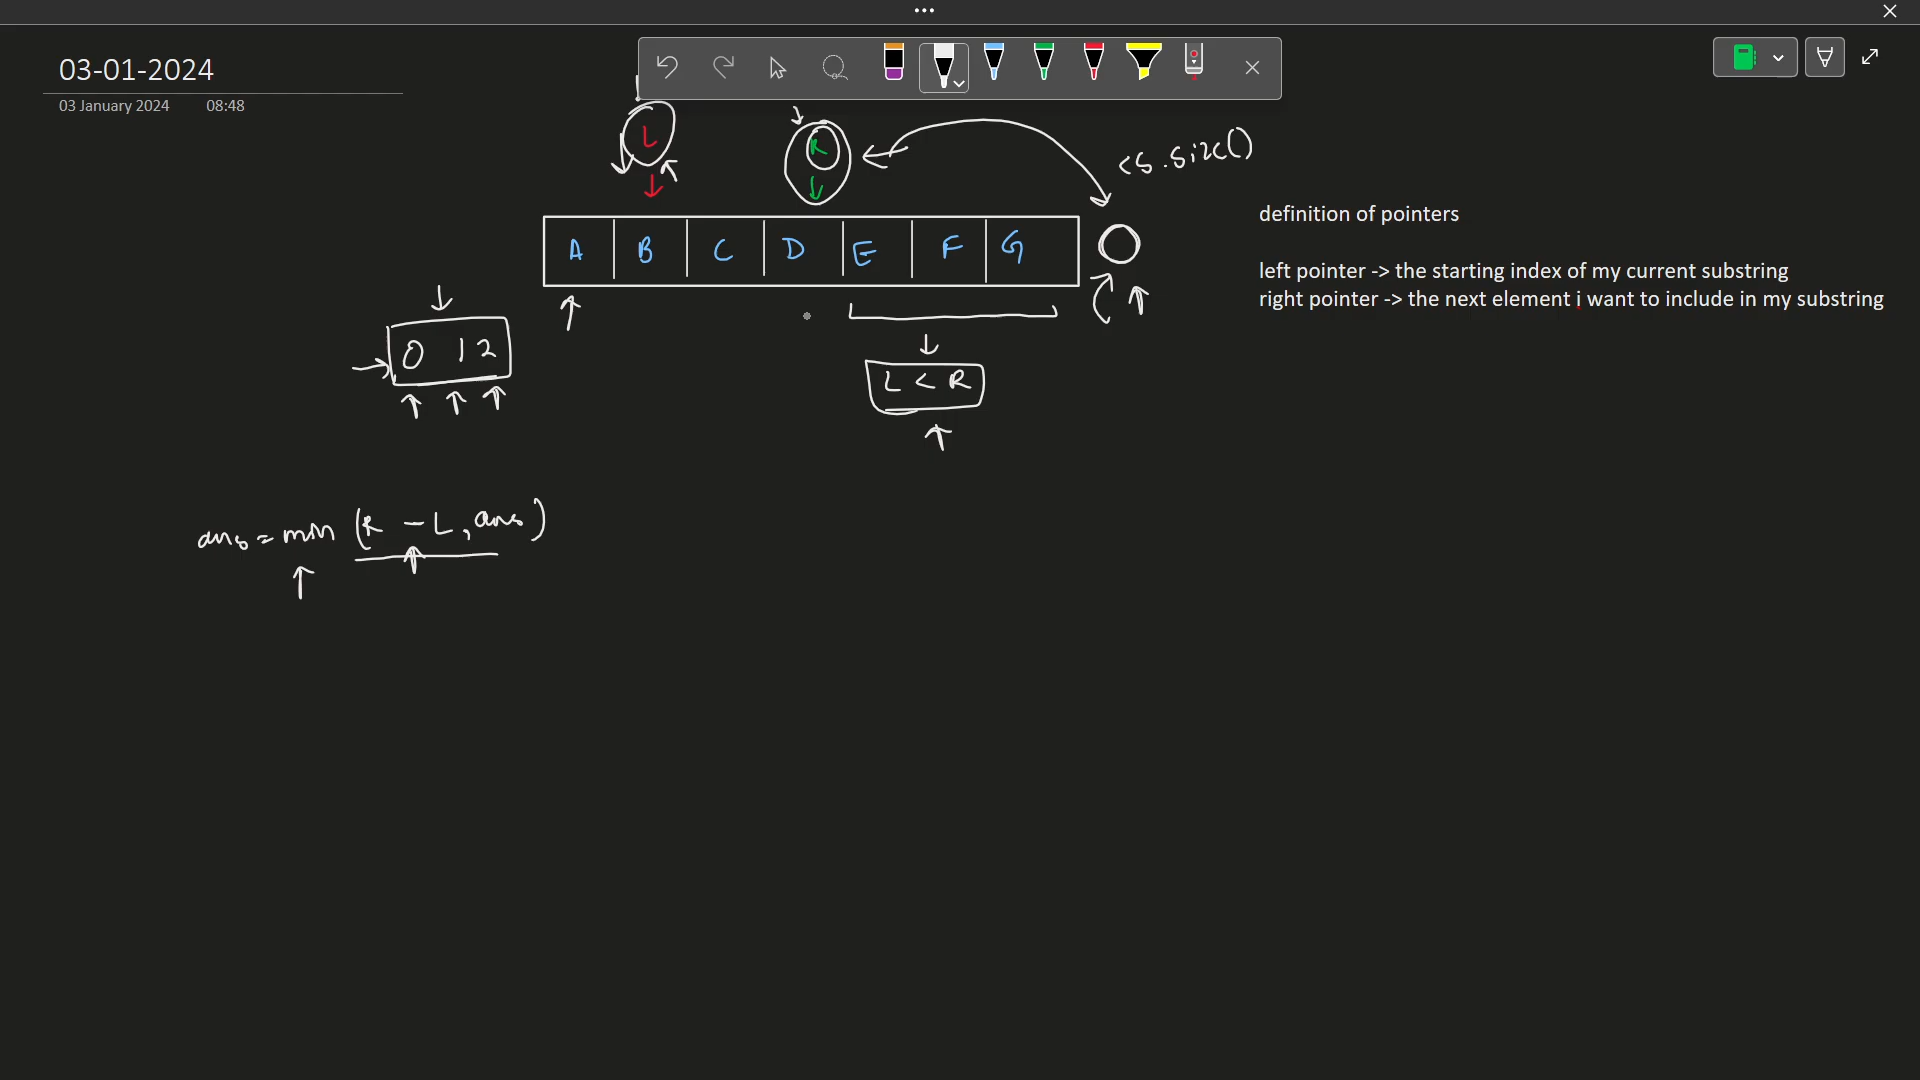 03-01-2024
03 January 2024 08:48
L
R
<s.size()
definition of pointers
left pointer -> the starting index of my current substring
right pointer -> the next element i want to include in my substring
A B C D E F G
0 1 2
L < R
ans = min (R - L, ans)